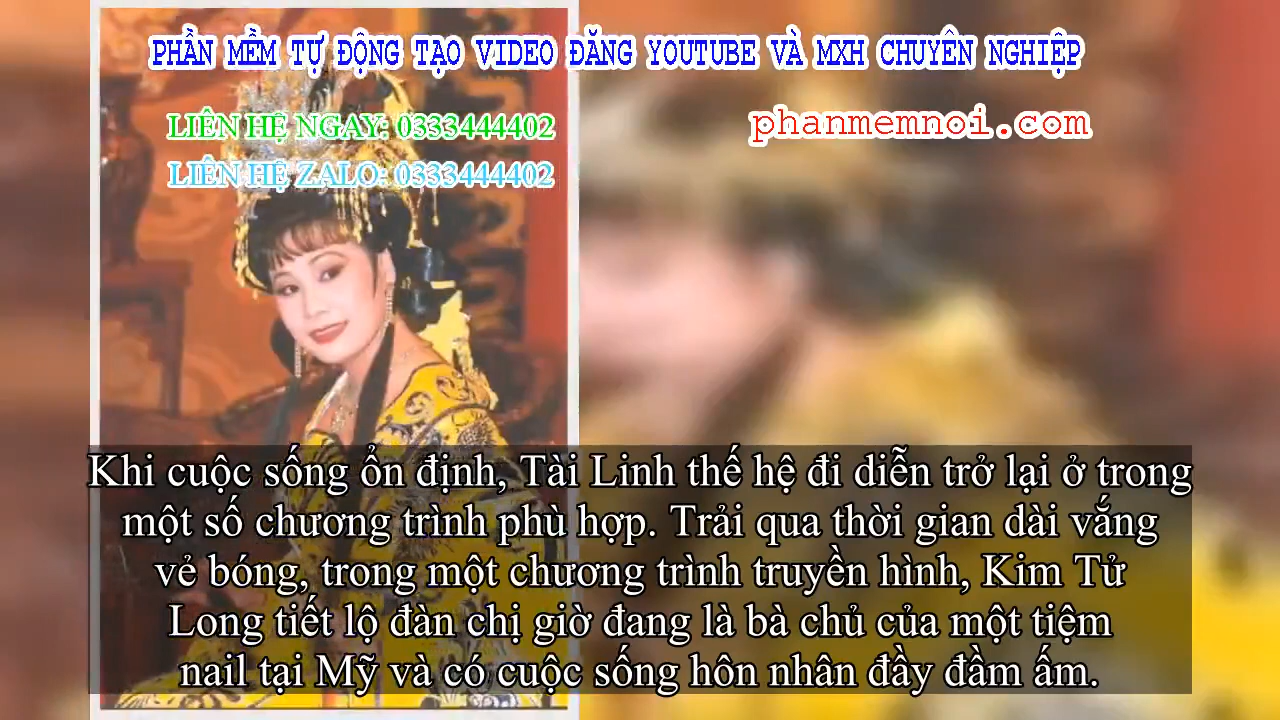 PHẦN MỀM TỰ ĐỘNG TẠO VIDEO ĐĂNG YOUTUBE VÀ MXH CHUYÊN NGHIỆP
LIÊN HỆ NGAY: 0333444402
phanmemnoi.com
LIÊN HỆ ZALO: 0333444402
Khi cuộc sống ổn định, Tài Linh thế hệ đi diễn trở lại ở trong
một số chương trình phù hợp. Trải qua thời gian dài vắng
vẻ bóng, trong một chương trình truyền hình, Kim Tử
Long tiết lộ đàn chị giờ đang là bà chủ của một tiệm
nail tại Mỹ và có cuộc sống hôn nhân đầy đầm ấm.